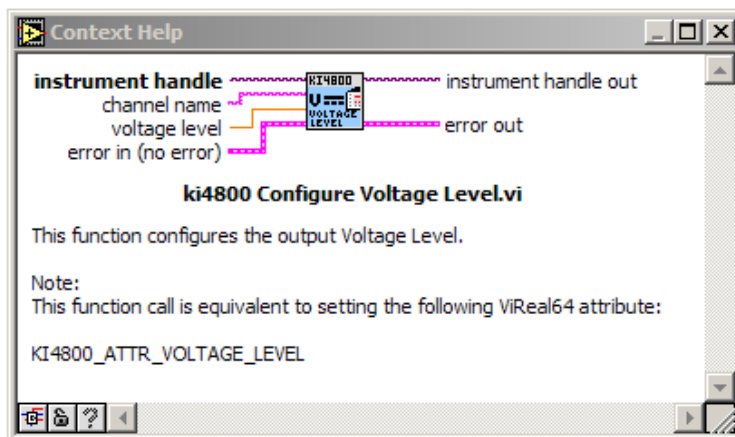 Context Help
instrument handle
channel name
voltage level
error in (no error)
KI4800
V
VOLTAGE
LEVEL
instrument handle out
error out
ki4800 Configure Voltage Level.vi
This function configures the output Voltage Level.
Note:
This function call is equivalent to setting the following ViReal64 attribute:
KI4800_ATTR_VOLTAGE_LEVEL
?